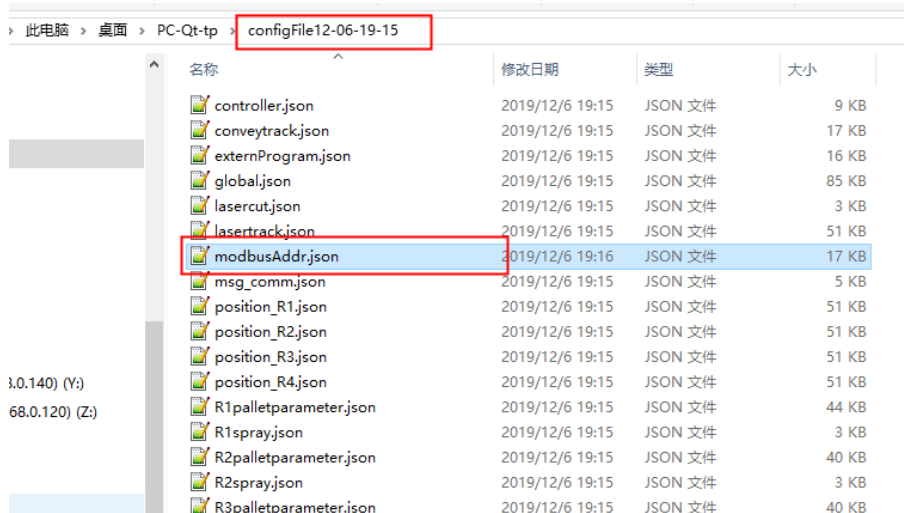 › 此电脑 › 桌面 › PC-Qt-tp › configFile12-06-19-15
名称 修改日期 类型 大小
controller.json 2019/12/6 19:15 JSON 文件 9 KB
conveytrack.json 2019/12/6 19:15 JSON 文件 17 KB
externProgram.json 2019/12/6 19:15 JSON 文件 16 KB
global.json 2019/12/6 19:15 JSON 文件 85 KB
lasercut.json 2019/12/6 19:15 JSON 文件 3 KB
lasertrack.json 2019/12/6 19:15 JSON 文件 51 KB
modbusAddr.json 2019/12/6 19:16 JSON 文件 17 KB
msg_comm.json 2019/12/6 19:15 JSON 文件 5 KB
position_R1.json 2019/12/6 19:15 JSON 文件 51 KB
position_R2.json 2019/12/6 19:15 JSON 文件 51 KB
position_R3.json 2019/12/6 19:15 JSON 文件 51 KB
3.0.140) (Y:) position_R4.json 2019/12/6 19:15 JSON 文件 51 KB
68.0.120) (Z:) R1palletparameter.json 2019/12/6 19:15 JSON 文件 44 KB
R1spray.json 2019/12/6 19:15 JSON 文件 3 KB
R2palletparameter.json 2019/12/6 19:15 JSON 文件 40 KB
R2spray.json 2019/12/6 19:15 JSON 文件 3 KB
R3palletparameter.json 2019/12/6 19:15 JSON 文件 40 KB